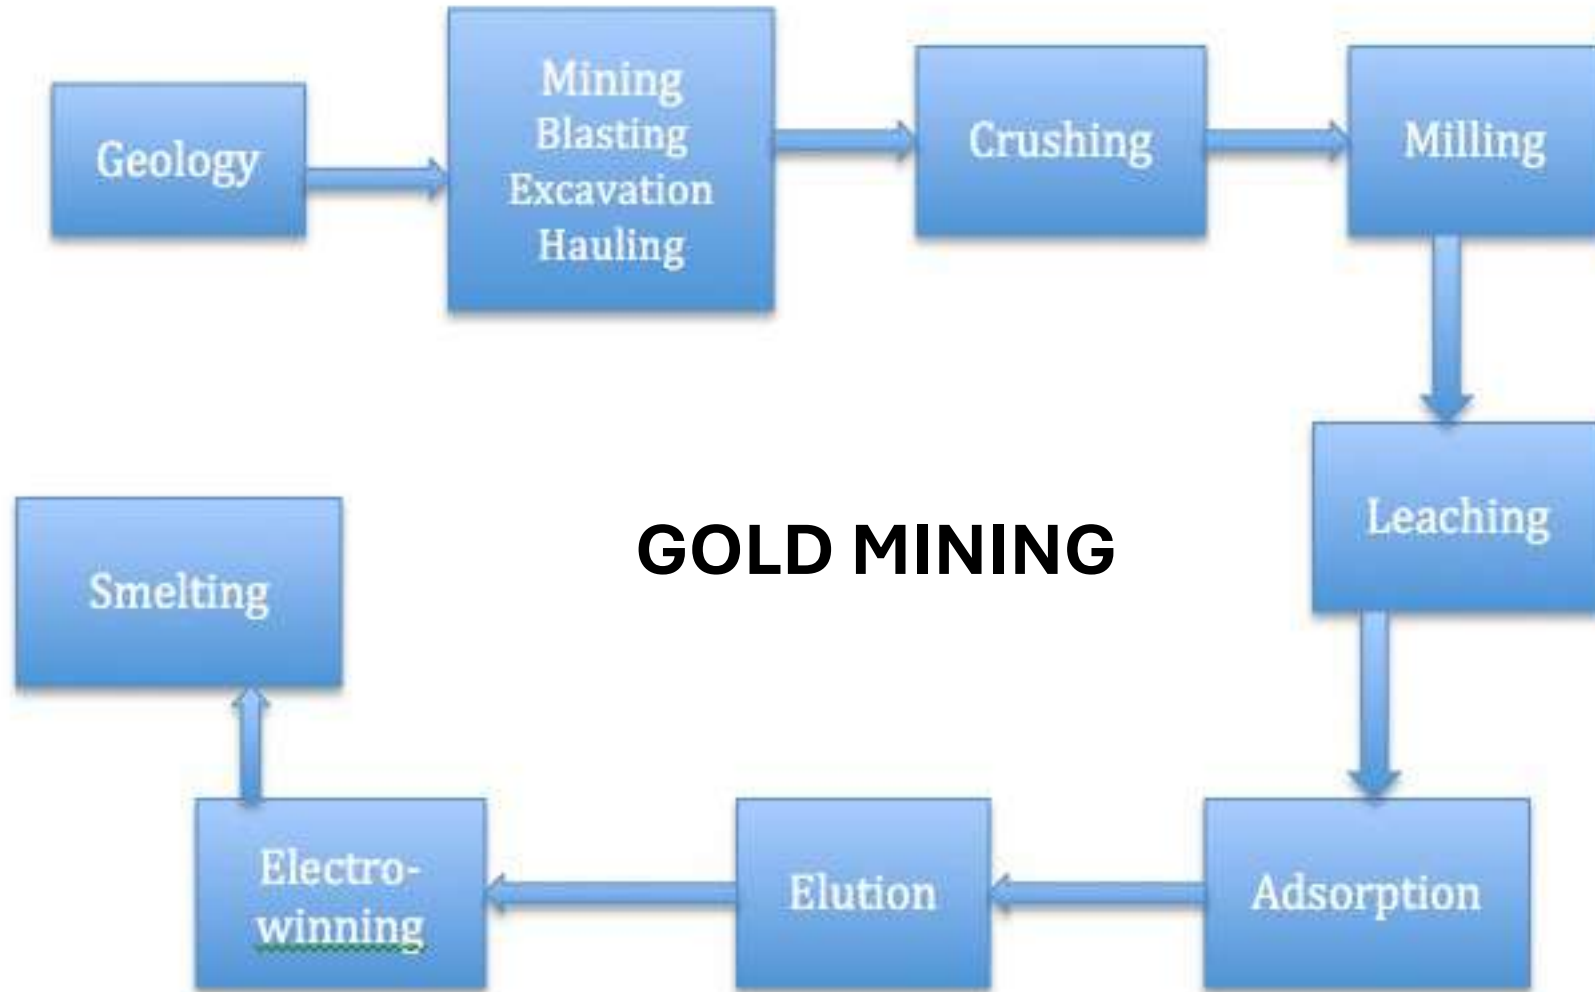 Geology
Mining
Blasting
Excavation
Hauling
Crushing
Milling
Leaching
GOLD MINING
Smelting
Electro-
winning
Elution
Adsorption